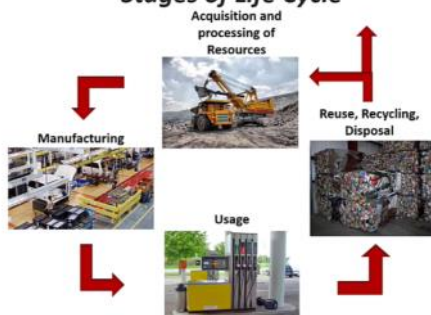 Stages of Life Cycle
Acquisition and
processing of
Resources
Manufacturing
Reuse, Recycling,
Disposal
Usage